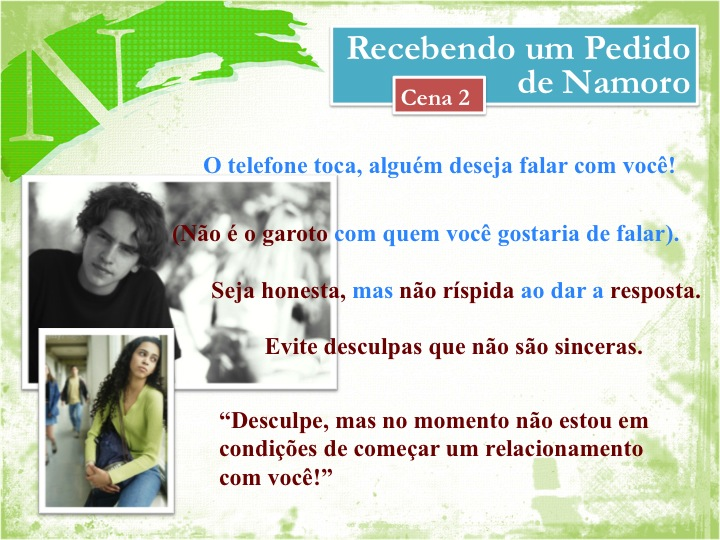 N
Recebendo um Pedido
de Namoro
Cena 2
O telefone toca, alguém deseja falar com você!
(Não é o garoto com quem você gostaria de falar).
Seja honesta, mas não ríspida ao dar a resposta.
Evite desculpas que não são sinceras.
“Desculpe, mas no momento não estou em
condições de começar um relacionamento
com você!”